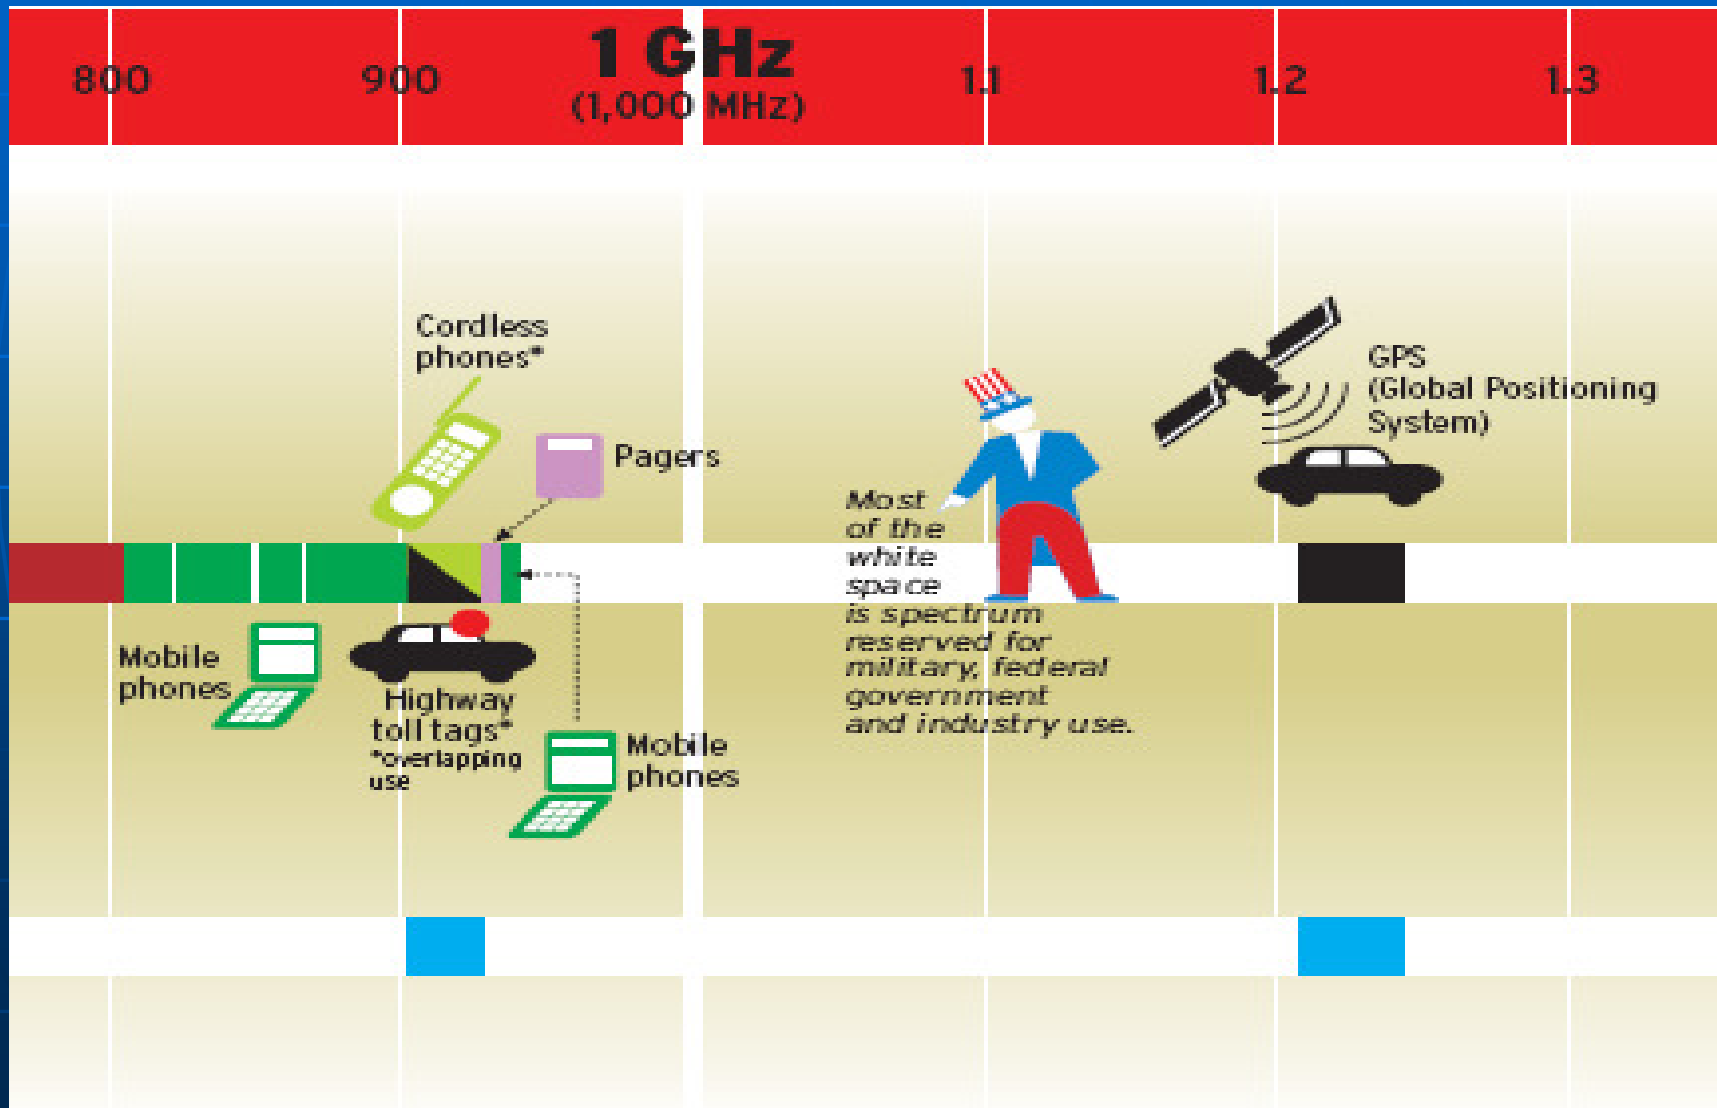 800
900
1 GHz
(1,000 MHz)
1.1
1.2
1.3
Cordless
phones*
Pagers
GPS
(Global Positioning
System)
Most
of the
white
space
is spectrum
reserved for
military, federal
government
and industry use.
Mobile
phones
Highway
toll tags*
*overlapping
use
Mobile
phones